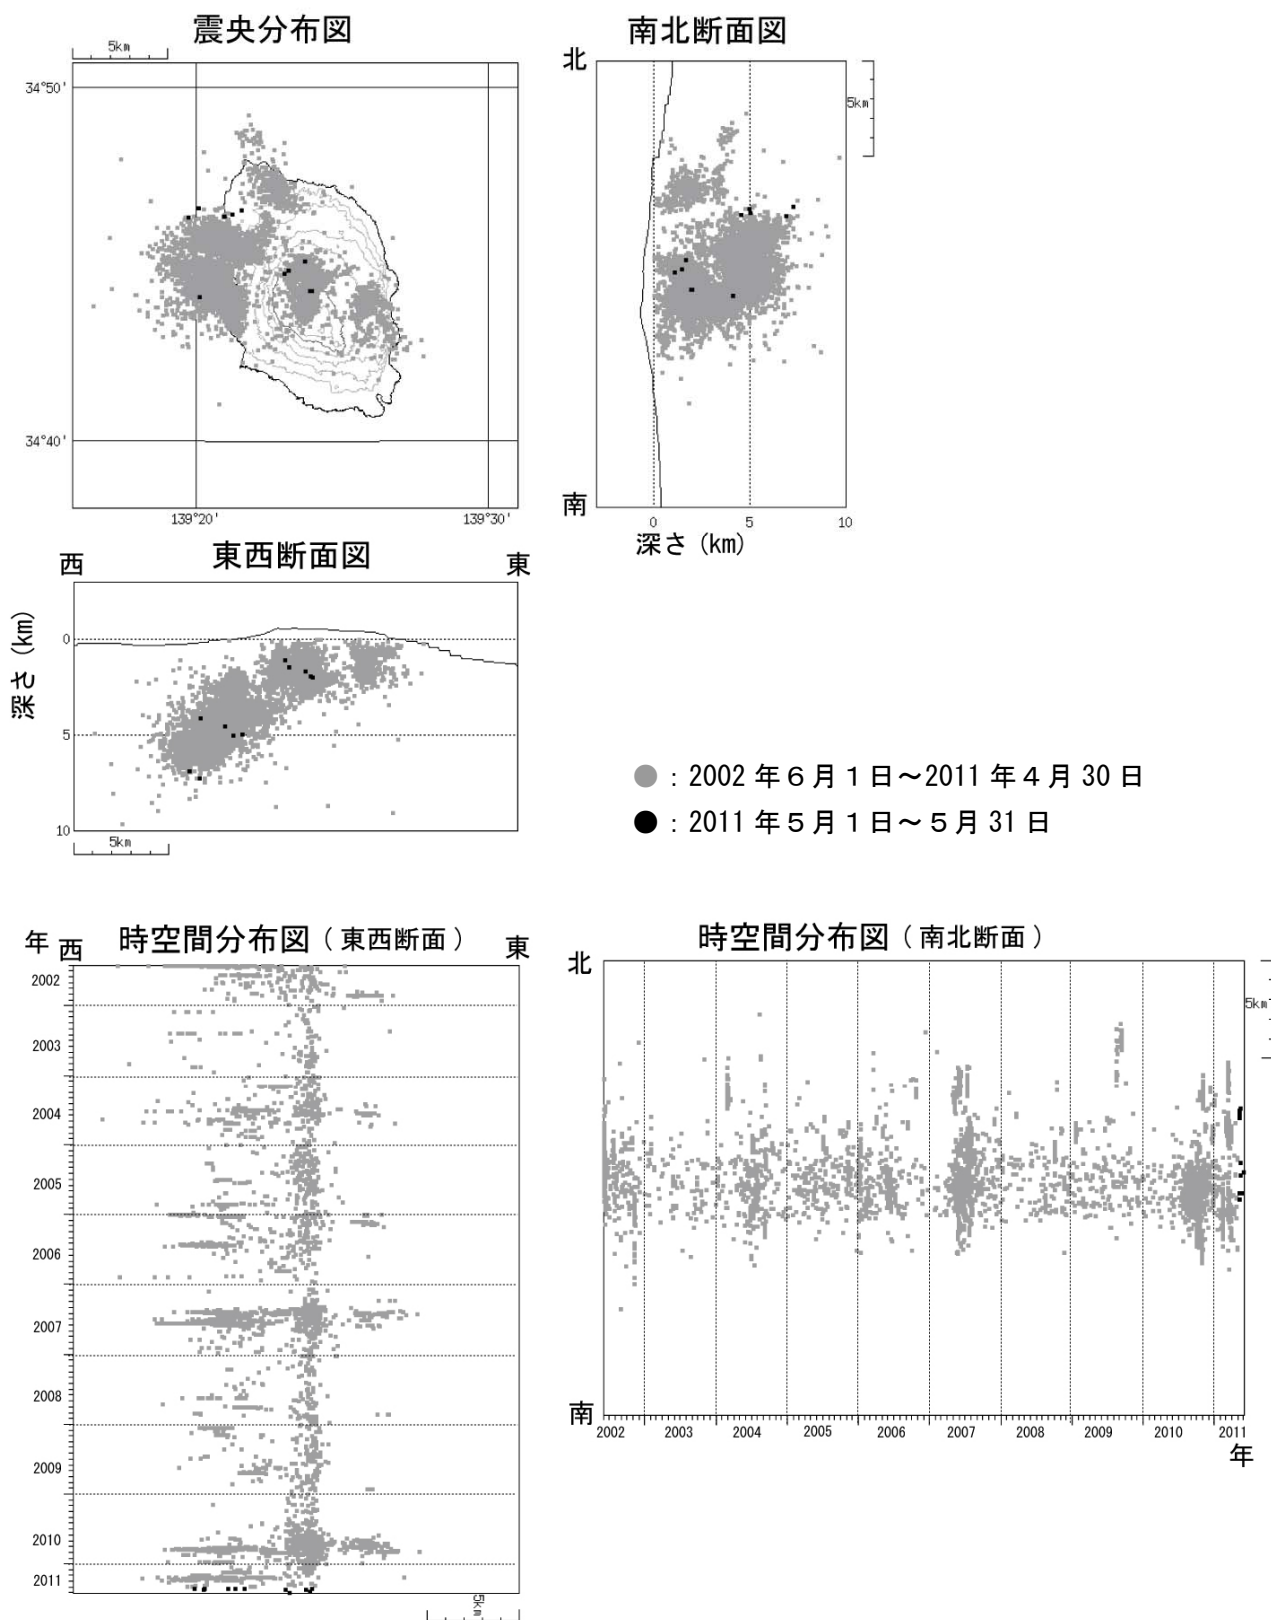 震央分布図
5km
34°50'
34°40'
139°20'
139°30'
南北断面図
北
5km
南
0
5
10
深さ (km)
東西断面図
西
東
深さ (km)
0
5
10
5km
● : 2002 年６月１日～2011 年４月 30 日
● : 2011 年５月１日～５月 31 日
時空間分布図 ( 東西断面 )
年
西
東
2002
2003
2004
2005
2006
2007
2008
2009
2010
2011
5km
時空間分布図 ( 南北断面 )
北
5km
南
2002
2003
2004
2005
2006
2007
2008
2009
2010
2011
年